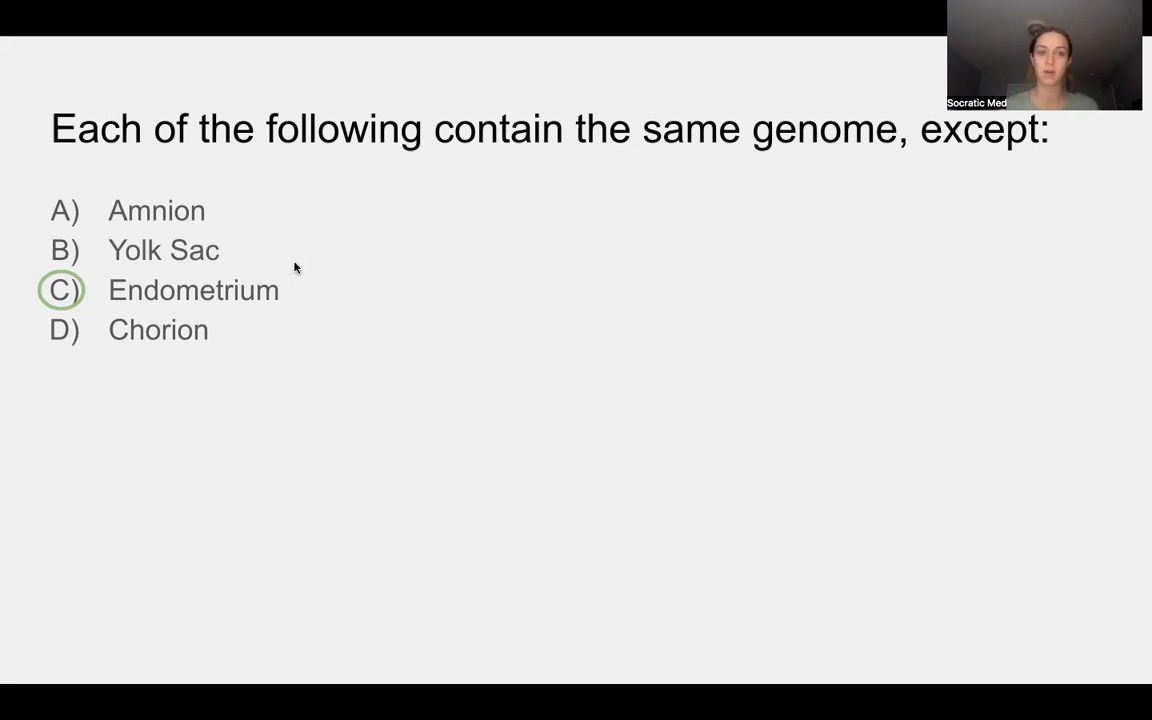 Socratic Med
Each of the following contain the same genome, except:
A) Amnion
B) Yolk Sac
C) Endometrium
D) Chorion